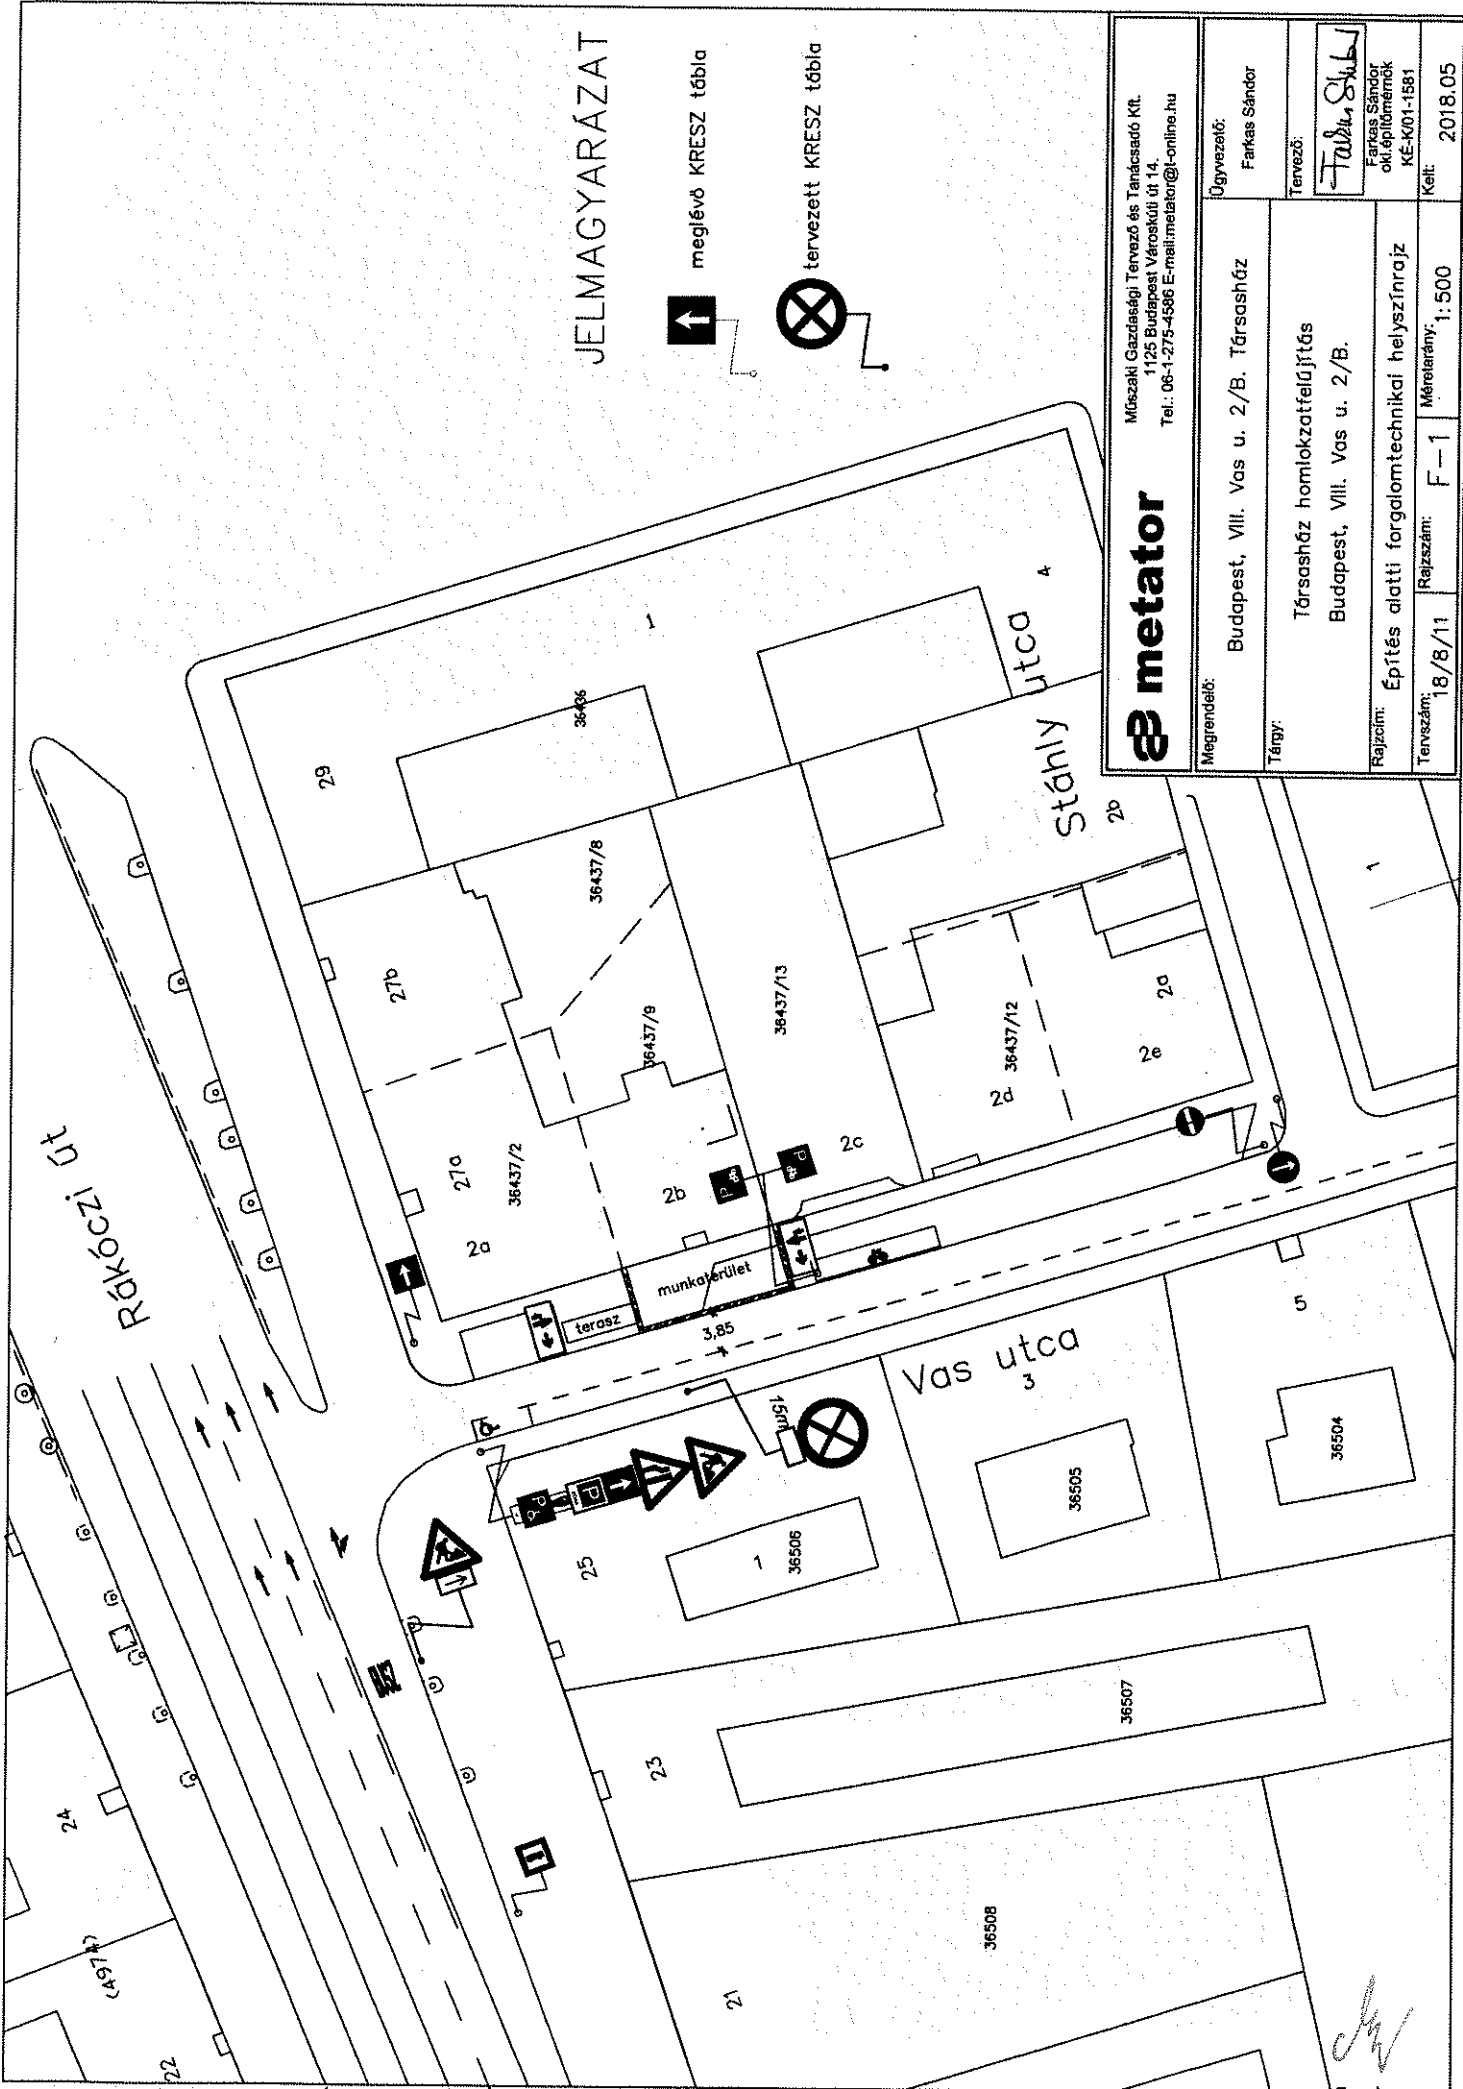 JELMAGYARÁZAT
meglévő KRESZ tábla
tervezett KRESZ tábla
Rákóczi út
Vas utca
Stáhly utca
(4974)
22
24
21
23
25
27a
27b
29
1
4
36436
36437/8
36437/9
36437/2
36437/13
36437/12
2a
2b
2c
2d
2e
2a
2b
1
terasz
munkaterület
3,85
15m
P
P
P
P
1
36506
3
36505
5
36504
36507
36508
metator
Műszaki Gazdasági Tervező és Tanácsadó Kft.
1125 Budapest Városkúti út 14.
Tel.: 06-1-275-4586 E-mail:metator@t-online.hu
Megrendelő:
Budapest, VIII. Vas u. 2/B. Társasház
Ügyvezető:
Farkas Sándor
Tárgy:
Társasház homlokzatfelújítás
Budapest, VIII. Vas u. 2/B.
Tervező:
Farkas Sándor
okl.építőmérnök
KÉ-K/01-1581
Rajzcím:
Építés alatti forgalomtechnikai helyszínrajz
Tervszám:
18/8/11
Rajzszám:
F-1
Méretarány:
1:500
Kelt:
2018.05